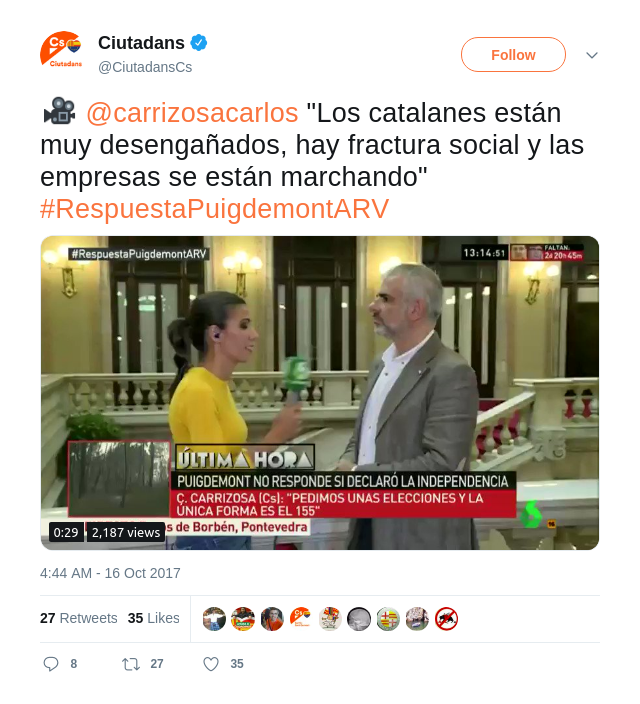 Cs
Ciutadans
Ciutadans
@CiutadansCs
Follow
@carrizosacarlos "Los catalanes están
muy desengañados, hay fractura social y las
empresas se están marchando"
#RespuestaPuigdemontARV
#RespuestaPuigdemontARV
13:14:51
FALTAN:
2d 20h 45m
ÚLTIMA HORA
PUIGDEMONT NO RESPONDE SI DECLARÓ LA INDEPENDENCIA
C. CARRIZOSA (Cs): "PEDIMOS UNAS ELECCIONES Y LA
ÚNICA FORMA ES EL 155"
s de Borbén, Pontevedra
0:29 2,187 views
4:44 AM - 16 Oct 2017
27 Retweets 35 Likes
8 27 35